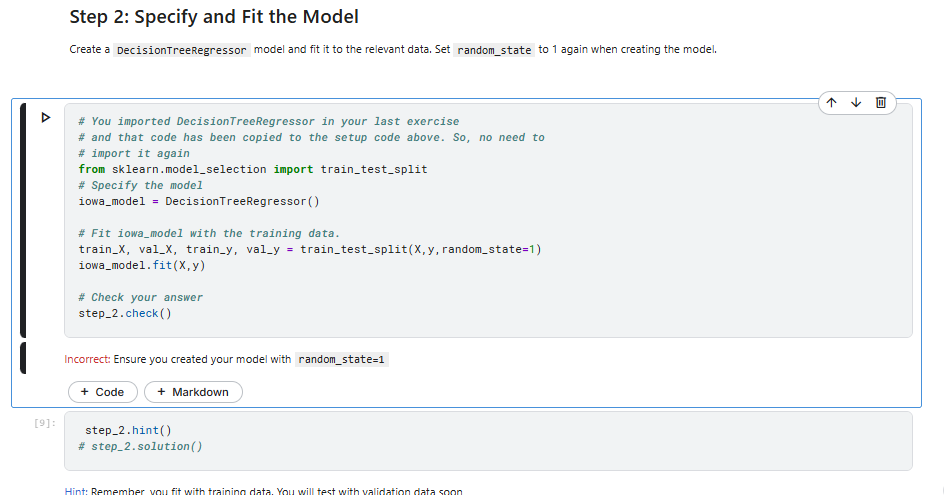 Step 2: Specify and Fit the Model
Create a DecisionTreeRegressor model and fit it to the relevant data. Set random_state to 1 again when creating the model.
# You imported DecisionTreeRegressor in your last exercise
# and that code has been copied to the setup code above. So, no need to
# import it again
from sklearn.model_selection import train_test_split
# Specify the model
iowa_model = DecisionTreeRegressor()
# Fit iowa_model with the training data.
train_X, val_X, train_y, val_y = train_test_split(X,y,random_state=1)
iowa_model.fit(X,y)
# Check your answer
step_2.check()
Incorrect: Ensure you created your model with random_state=1
+ Code + Markdown
[9]:
step_2.hint()
# step_2.solution()
Hint: Remember, you fit with training data. You will test with validation data soon